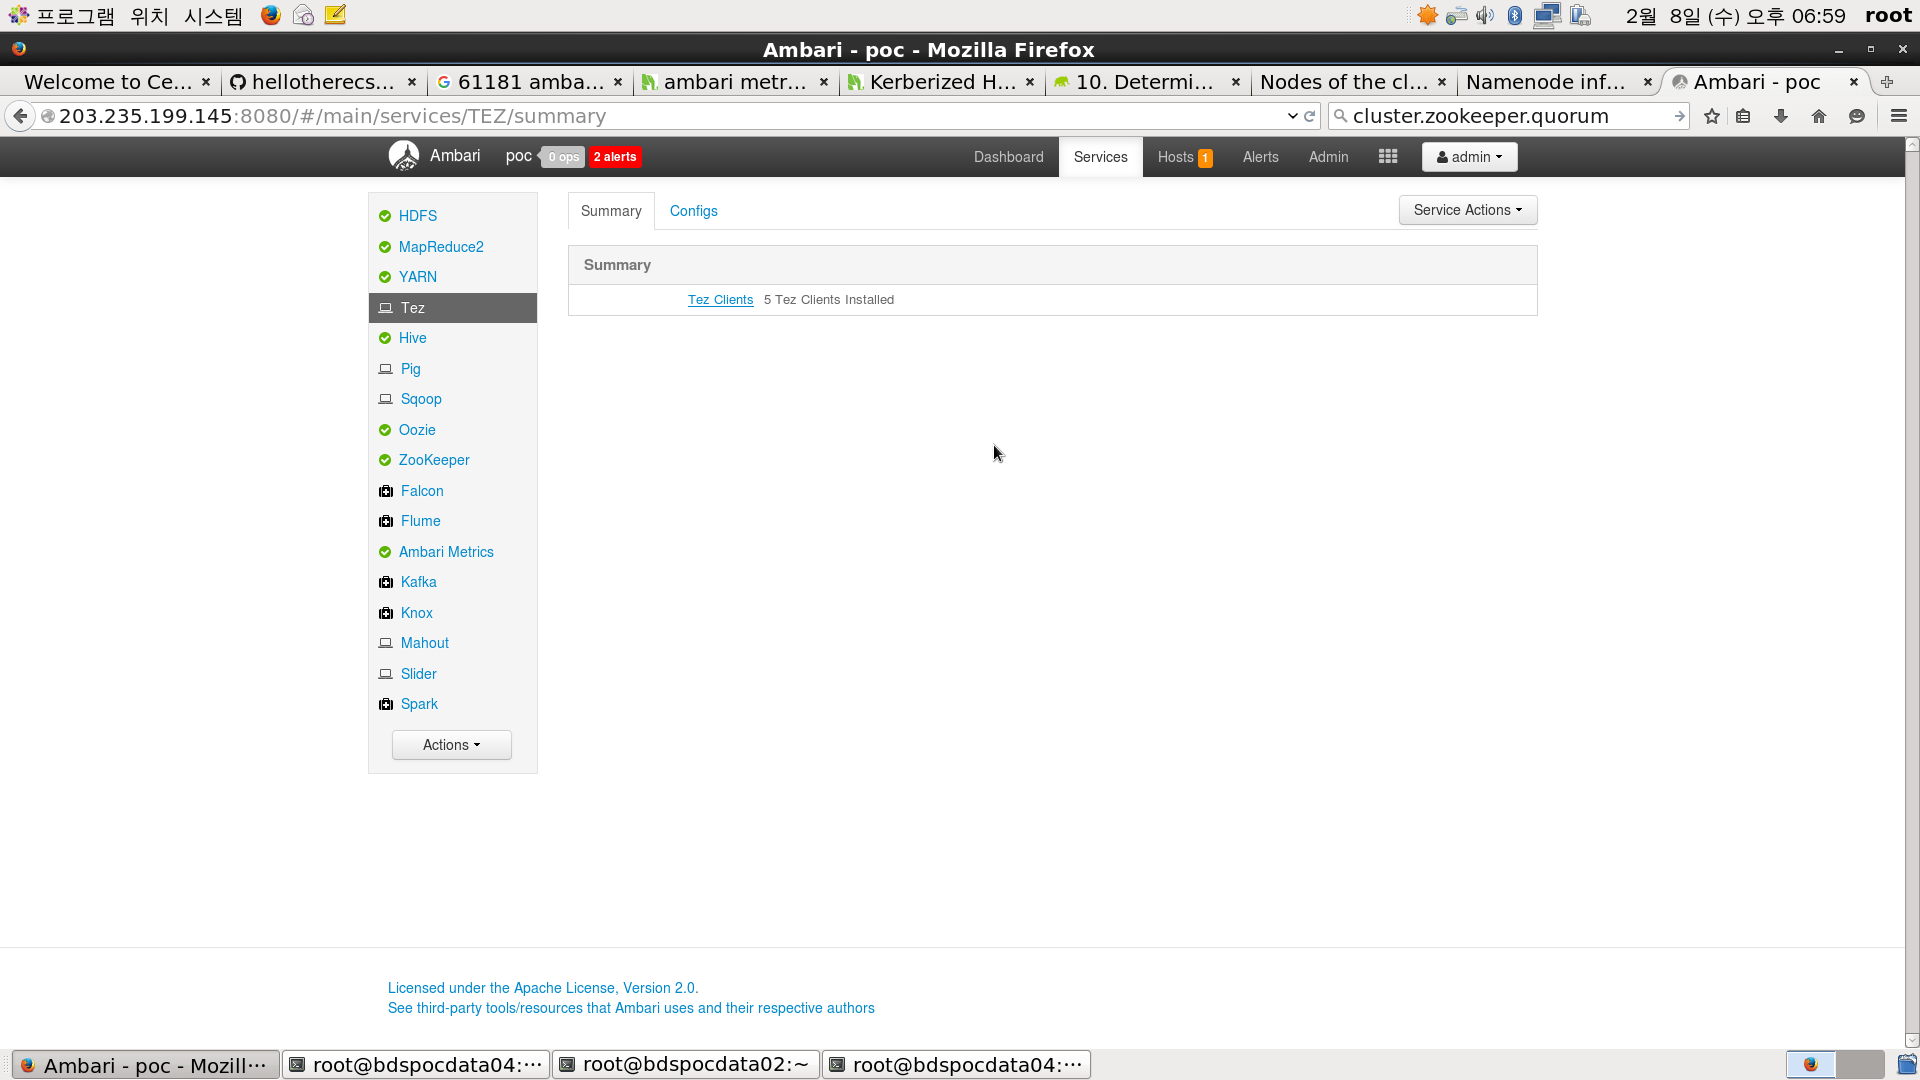 프로그램 위치 시스템 2월 8일 (수) 오후 06:59 root
Ambari - poc - Mozilla Firefox
Welcome to Ce... hellotherecs... 61181 amba... ambari metr... Kerberized H... 10. Determi... Nodes of the cl... Namenode inf... Ambari - poc
203.235.199.145:8080/#/main/services/TEZ/summary cluster.zookeeper.quorum
Ambari poc 0 ops 2 alerts Dashboard Services Hosts 1 Alerts Admin admin
HDFS
MapReduce2
YARN
Tez
Hive
Pig
Sqoop
Oozie
ZooKeeper
Falcon
Flume
Ambari Metrics
Kafka
Knox
Mahout
Slider
Spark
Actions
Summary Configs Service Actions
Summary
Tez Clients 5 Tez Clients Installed
Licensed under the Apache License, Version 2.0.
See third-party tools/resources that Ambari uses and their respective authors
Ambari - poc - Mozill⋯ root@bdspocdata04:⋯ root@bdspocdata02:~ root@bdspocdata04:⋯